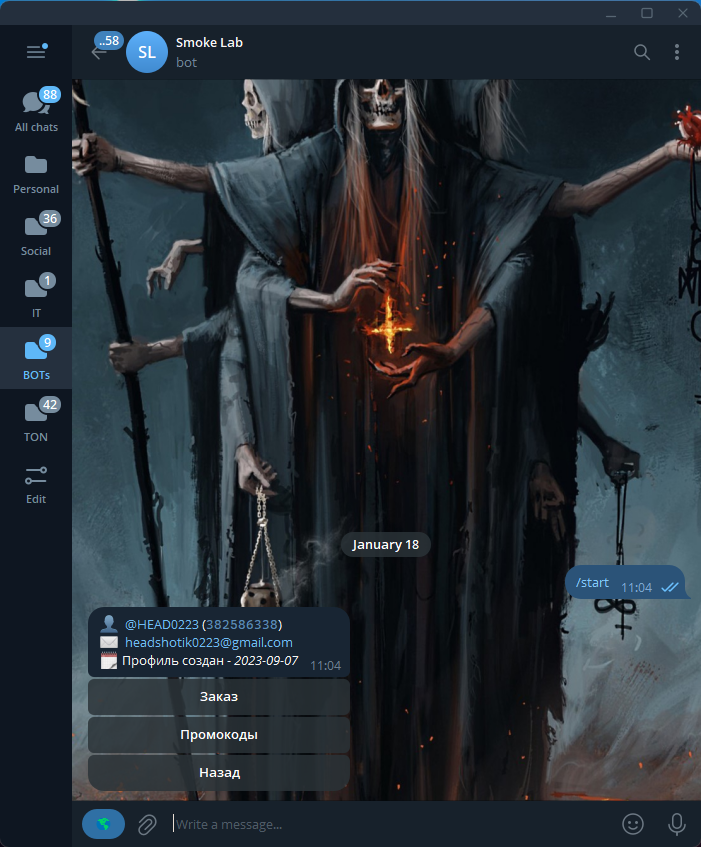 ..58
SL
Smoke Lab
bot
88
All chats
Personal
36
Social
1
IT
9
BOTs
42
TON
Edit
January 18
/start 11:04
@HEAD0223 (382586338)
headshotik0223@gmail.com
Профиль создан - 2023-09-07 11:04
Заказ
Промокоды
Назад
Write a message...